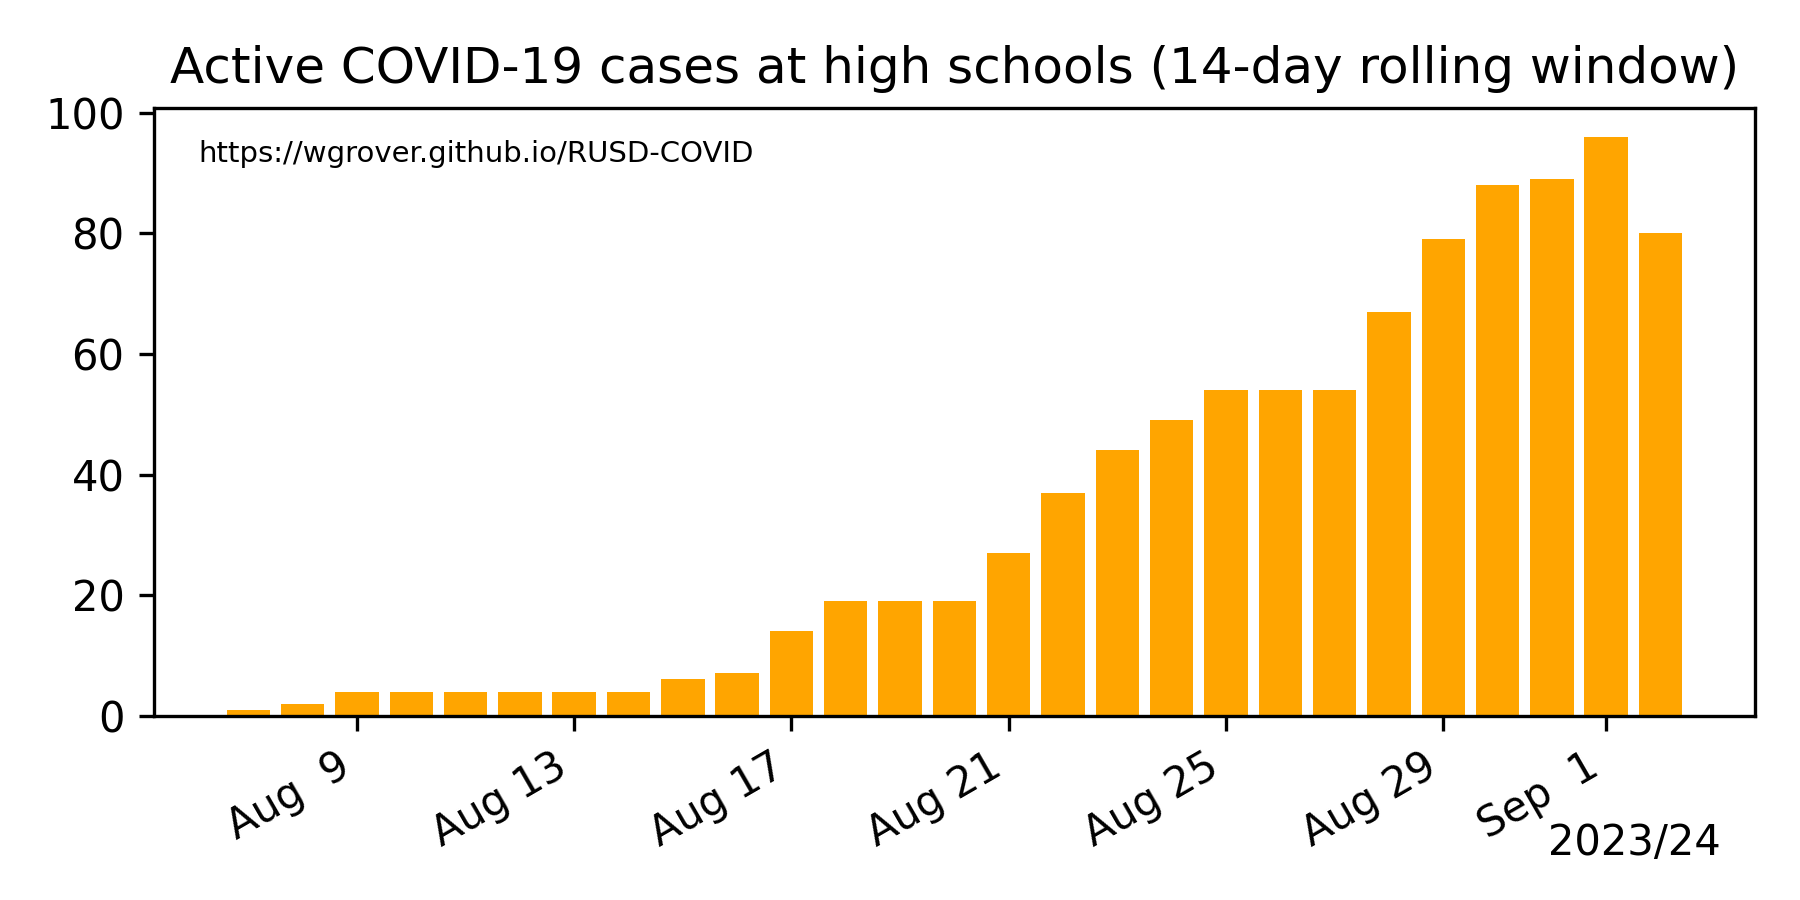 Active COVID-19 cases at high schools (14-day rolling window)
https://wgrover.github.io/RUSD-COVID
100
80
60
40
20
0
Aug 9
Aug 13
Aug 17
Aug 21
Aug 25
Aug 29
Sep 1
2023/24